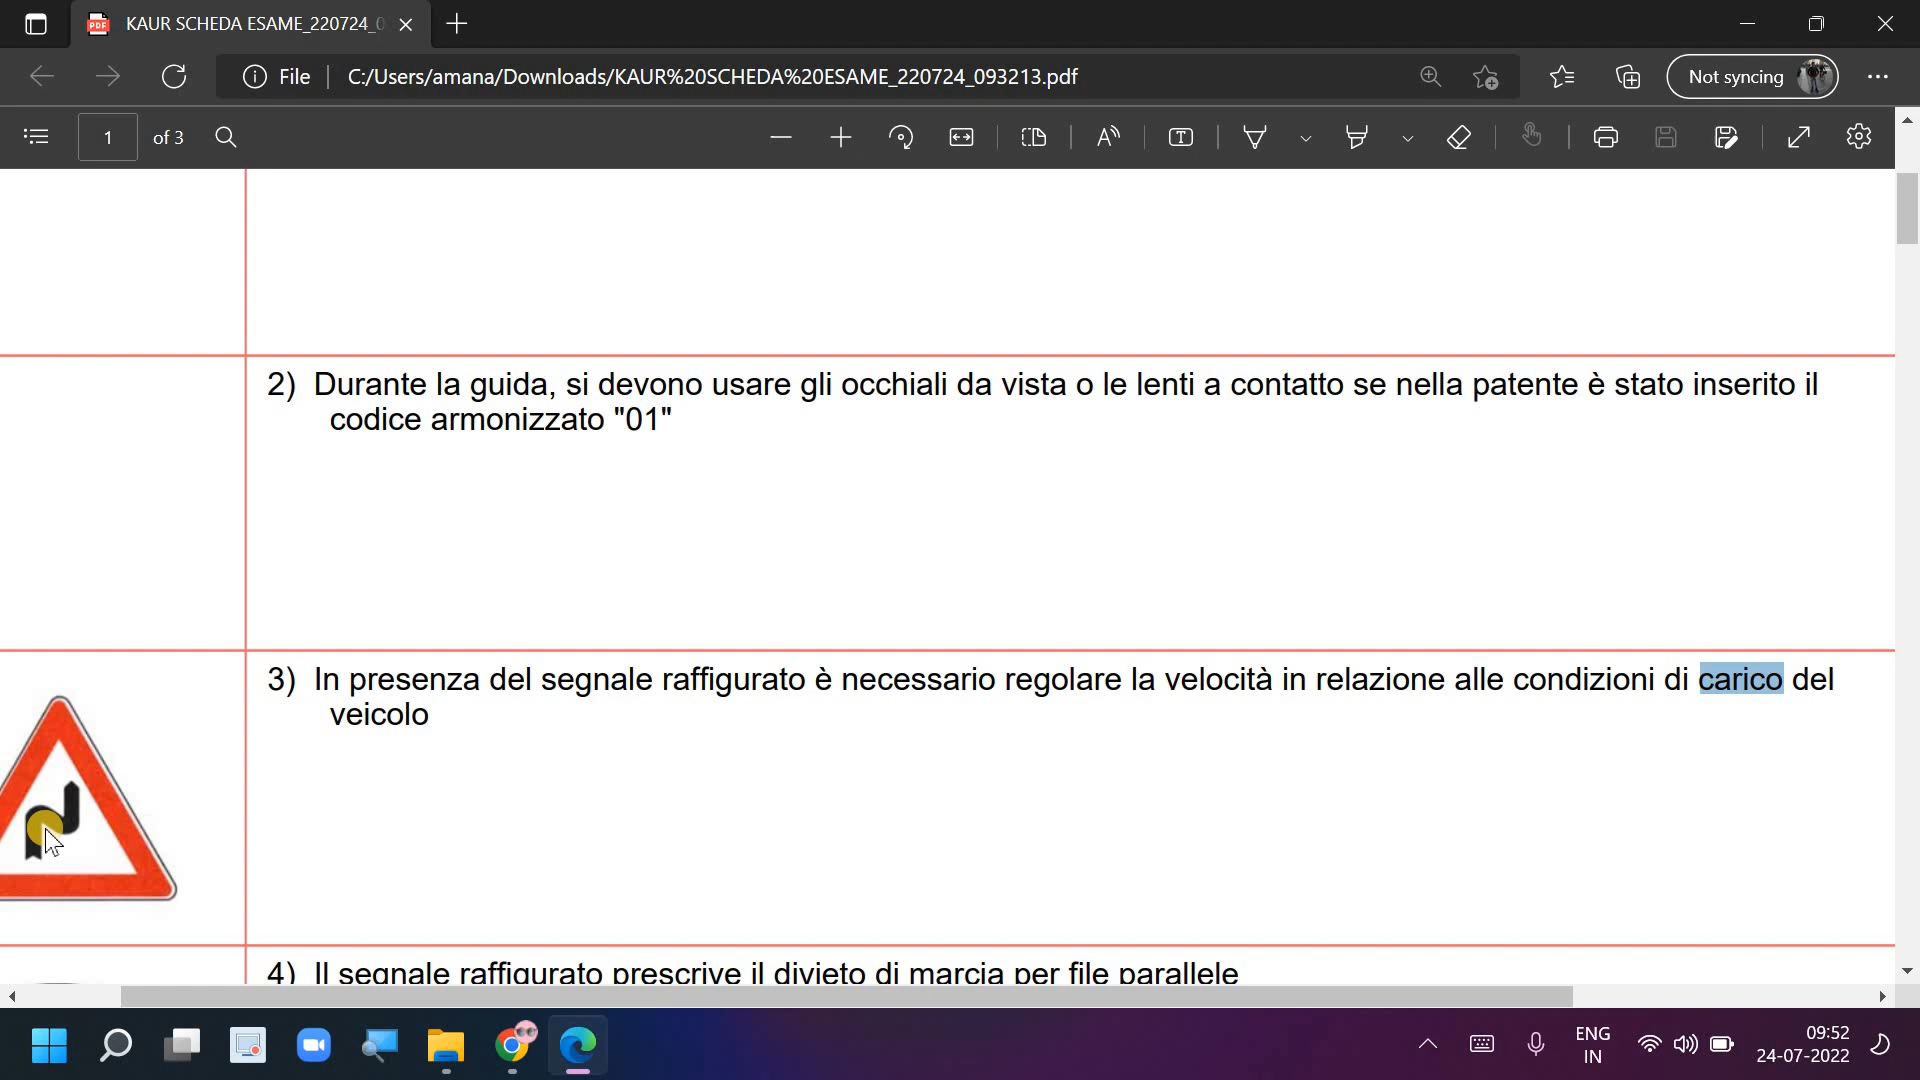 KAUR SCHEDA ESAME_220724_0
File
C:/Users/amana/Downloads/KAUR%20SCHEDA%20ESAME_220724_093213.pdf
Not syncing
1 of 3
2) Durante la guida, si devono usare gli occhiali da vista o le lenti a contatto se nella patente è stato inserito il
codice armonizzato "01"
3) In presenza del segnale raffigurato è necessario regolare la velocità in relazione alle condizioni di carico del
veicolo
4) Il segnale raffigurato prescrive il divieto di marcia per file parallele
ENG
IN
09:52
24-07-2022